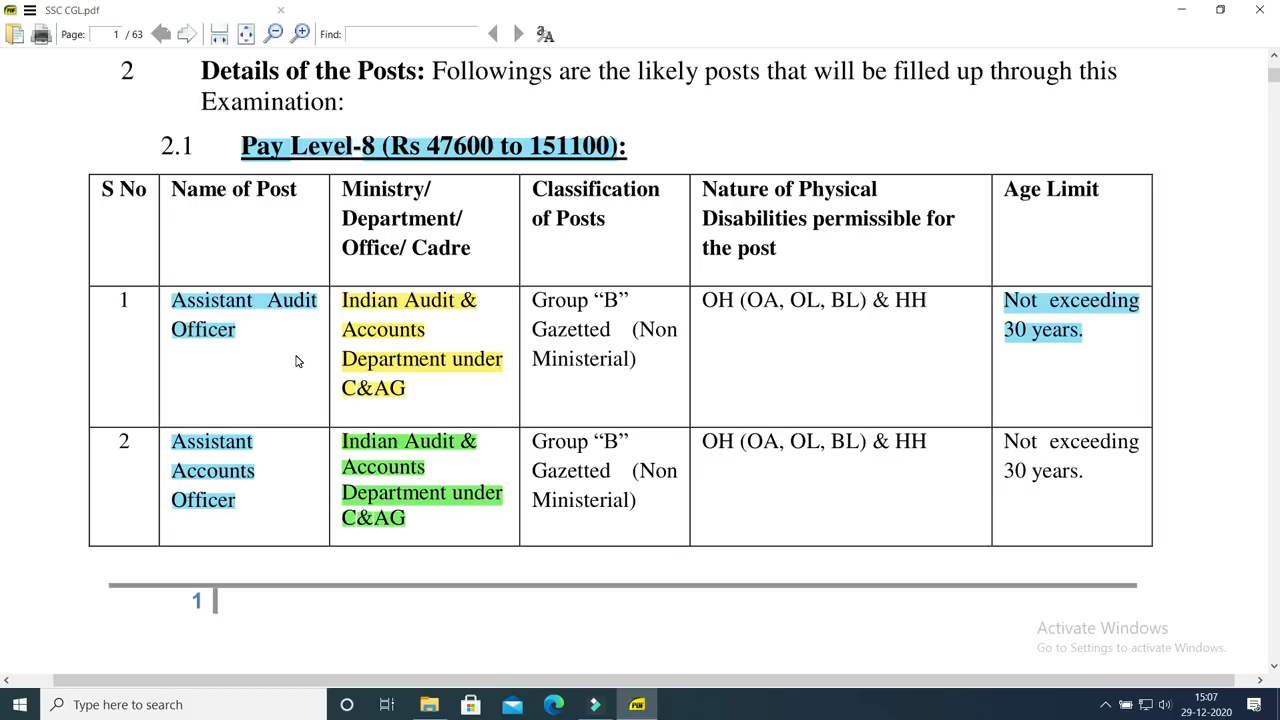 SSC CGL.pdf
Page: 1 / 63 Find:
2 Details of the Posts: Followings are the likely posts that will be filled up through this
Examination:
2.1 Pay Level-8 (Rs 47600 to 151100):
S No
Name of Post
Ministry/
Department/
Office/ Cadre
Classification
of Posts
Nature of Physical
Disabilities permissible for
the post
Age Limit
1
Assistant Audit
Officer
Indian Audit &
Accounts
Department under
C&AG
Group “B”
Gazetted (Non
Ministerial)
OH (OA, OL, BL) & HH
Not exceeding
30 years.
2
Assistant
Accounts
Officer
Indian Audit &
Accounts
Department under
C&AG
Group “B”
Gazetted (Non
Ministerial)
OH (OA, OL, BL) & HH
Not exceeding
30 years.
1
Activate Windows
Go to Settings to activate Windows.
Type here to search
PDF
15:07
29-12-2020